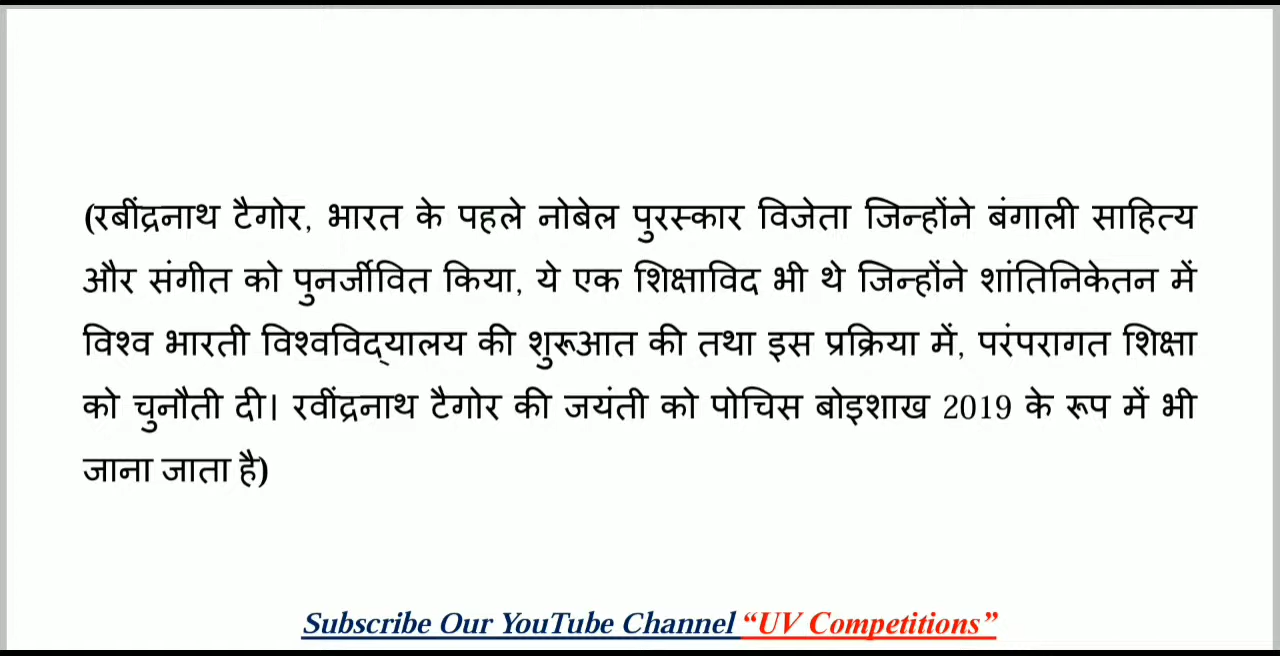 (रबींद्रनाथ टैगोर, भारत के पहले नोबेल पुरस्कार विजेता जिन्होंने बंगाली साहित्य
और संगीत को पुनर्जीवित किया, ये एक शिक्षाविद भी थे जिन्होंने शांतिनिकेतन में
विश्व भारती विश्वविद्यालय की शुरूआत की तथा इस प्रक्रिया में, परंपरागत शिक्षा
को चुनौती दी। रवींद्रनाथ टैगोर की जयंती को पोचिस बोइशाख 2019 के रूप में भी
जाना जाता है)
Subscribe Our YouTube Channel “UV Competitions”